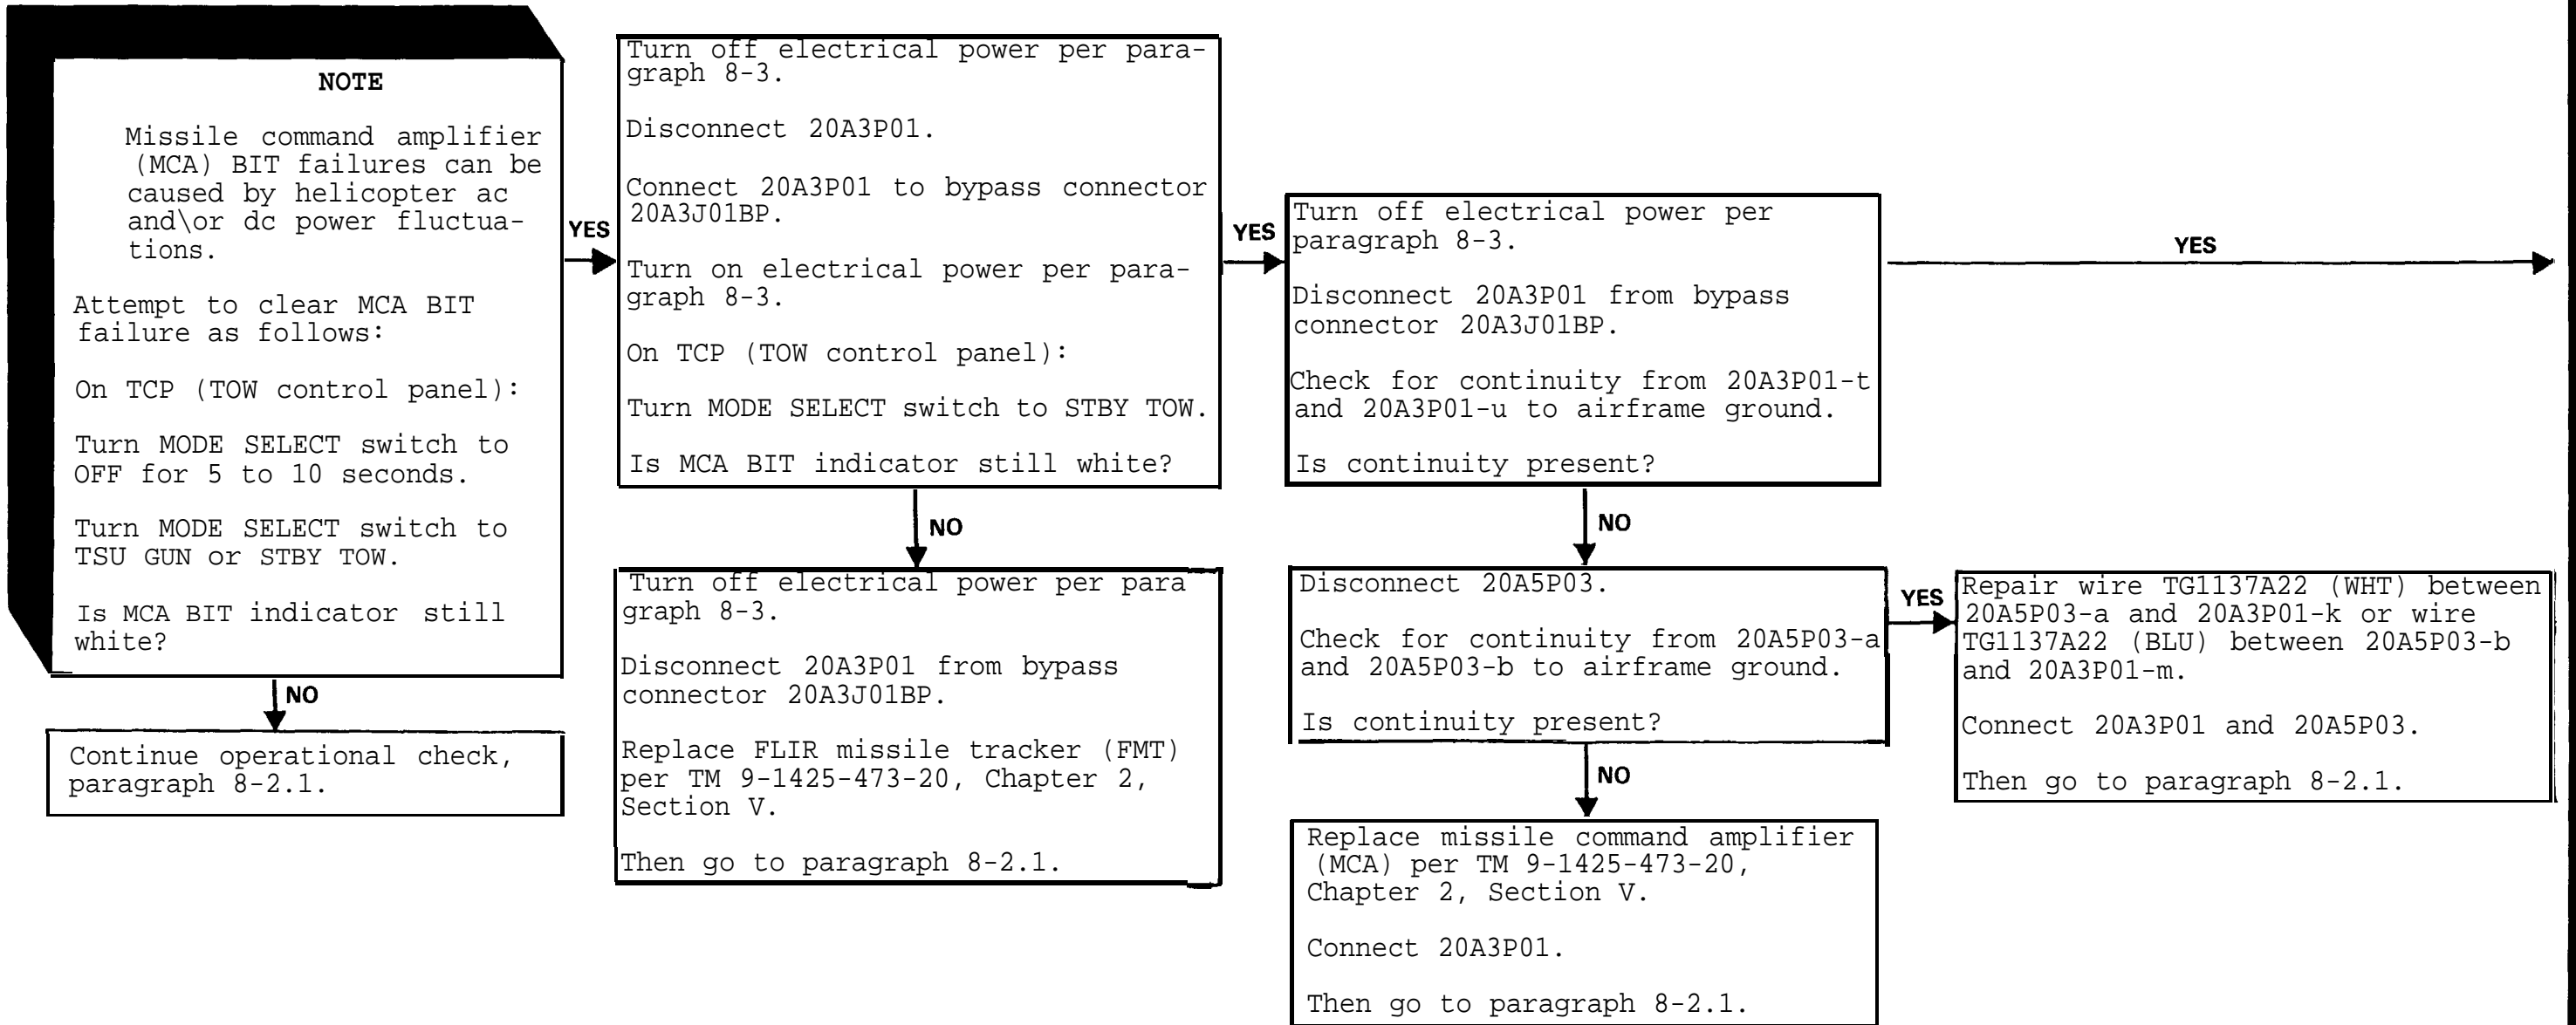 NOTE
Missile command amplifier
(MCA) BIT failures can be
caused by helicopter ac
and\or dc power fluctua-
tions.
Attempt to clear MCA BIT
failure as follows:
On TCP (TOW control panel):
Turn MODE SELECT switch to
OFF for 5 to 10 seconds.
Turn MODE SELECT switch to
TSU GUN or STBY TOW.
Is MCA BIT indicator still
white?
NO
Continue operational check,
paragraph 8-2.1.
YES
Turn off electrical power per para-
graph 8-3.
Disconnect 20A3P01.
Connect 20A3P01 to bypass connector
20A3J01BP.
Turn on electrical power per para-
graph 8-3.
On TCP (TOW control panel):
Turn MODE SELECT switch to STBY TOW.
Is MCA BIT indicator still white?
NO
Turn off electrical power per para
graph 8-3.
Disconnect 20A3P01 from bypass
connector 20A3J01BP.
Replace FLIR missile tracker (FMT)
per TM 9-1425-473-20, Chapter 2,
Section V.
Then go to paragraph 8-2.1.
YES
Turn off electrical power per
paragraph 8-3.
Disconnect 20A3P01 from bypass
connector 20A3J01BP.
Check for continuity from 20A3P01-t
and 20A3P01-u to airframe ground.
Is continuity present?
YES
NO
Disconnect 20A5P03.
Check for continuity from 20A5P03-a
and 20A5P03-b to airframe ground.
Is continuity present?
YES
Repair wire TG1137A22 (WHT) between
20A5P03-a and 20A3P01-k or wire
TG1137A22 (BLU) between 20A5P03-b
and 20A3P01-m.
Connect 20A3P01 and 20A5P03.
Then go to paragraph 8-2.1.
NO
Replace missile command amplifier
(MCA) per TM 9-1425-473-20,
Chapter 2, Section V.
Connect 20A3P01.
Then go to paragraph 8-2.1.